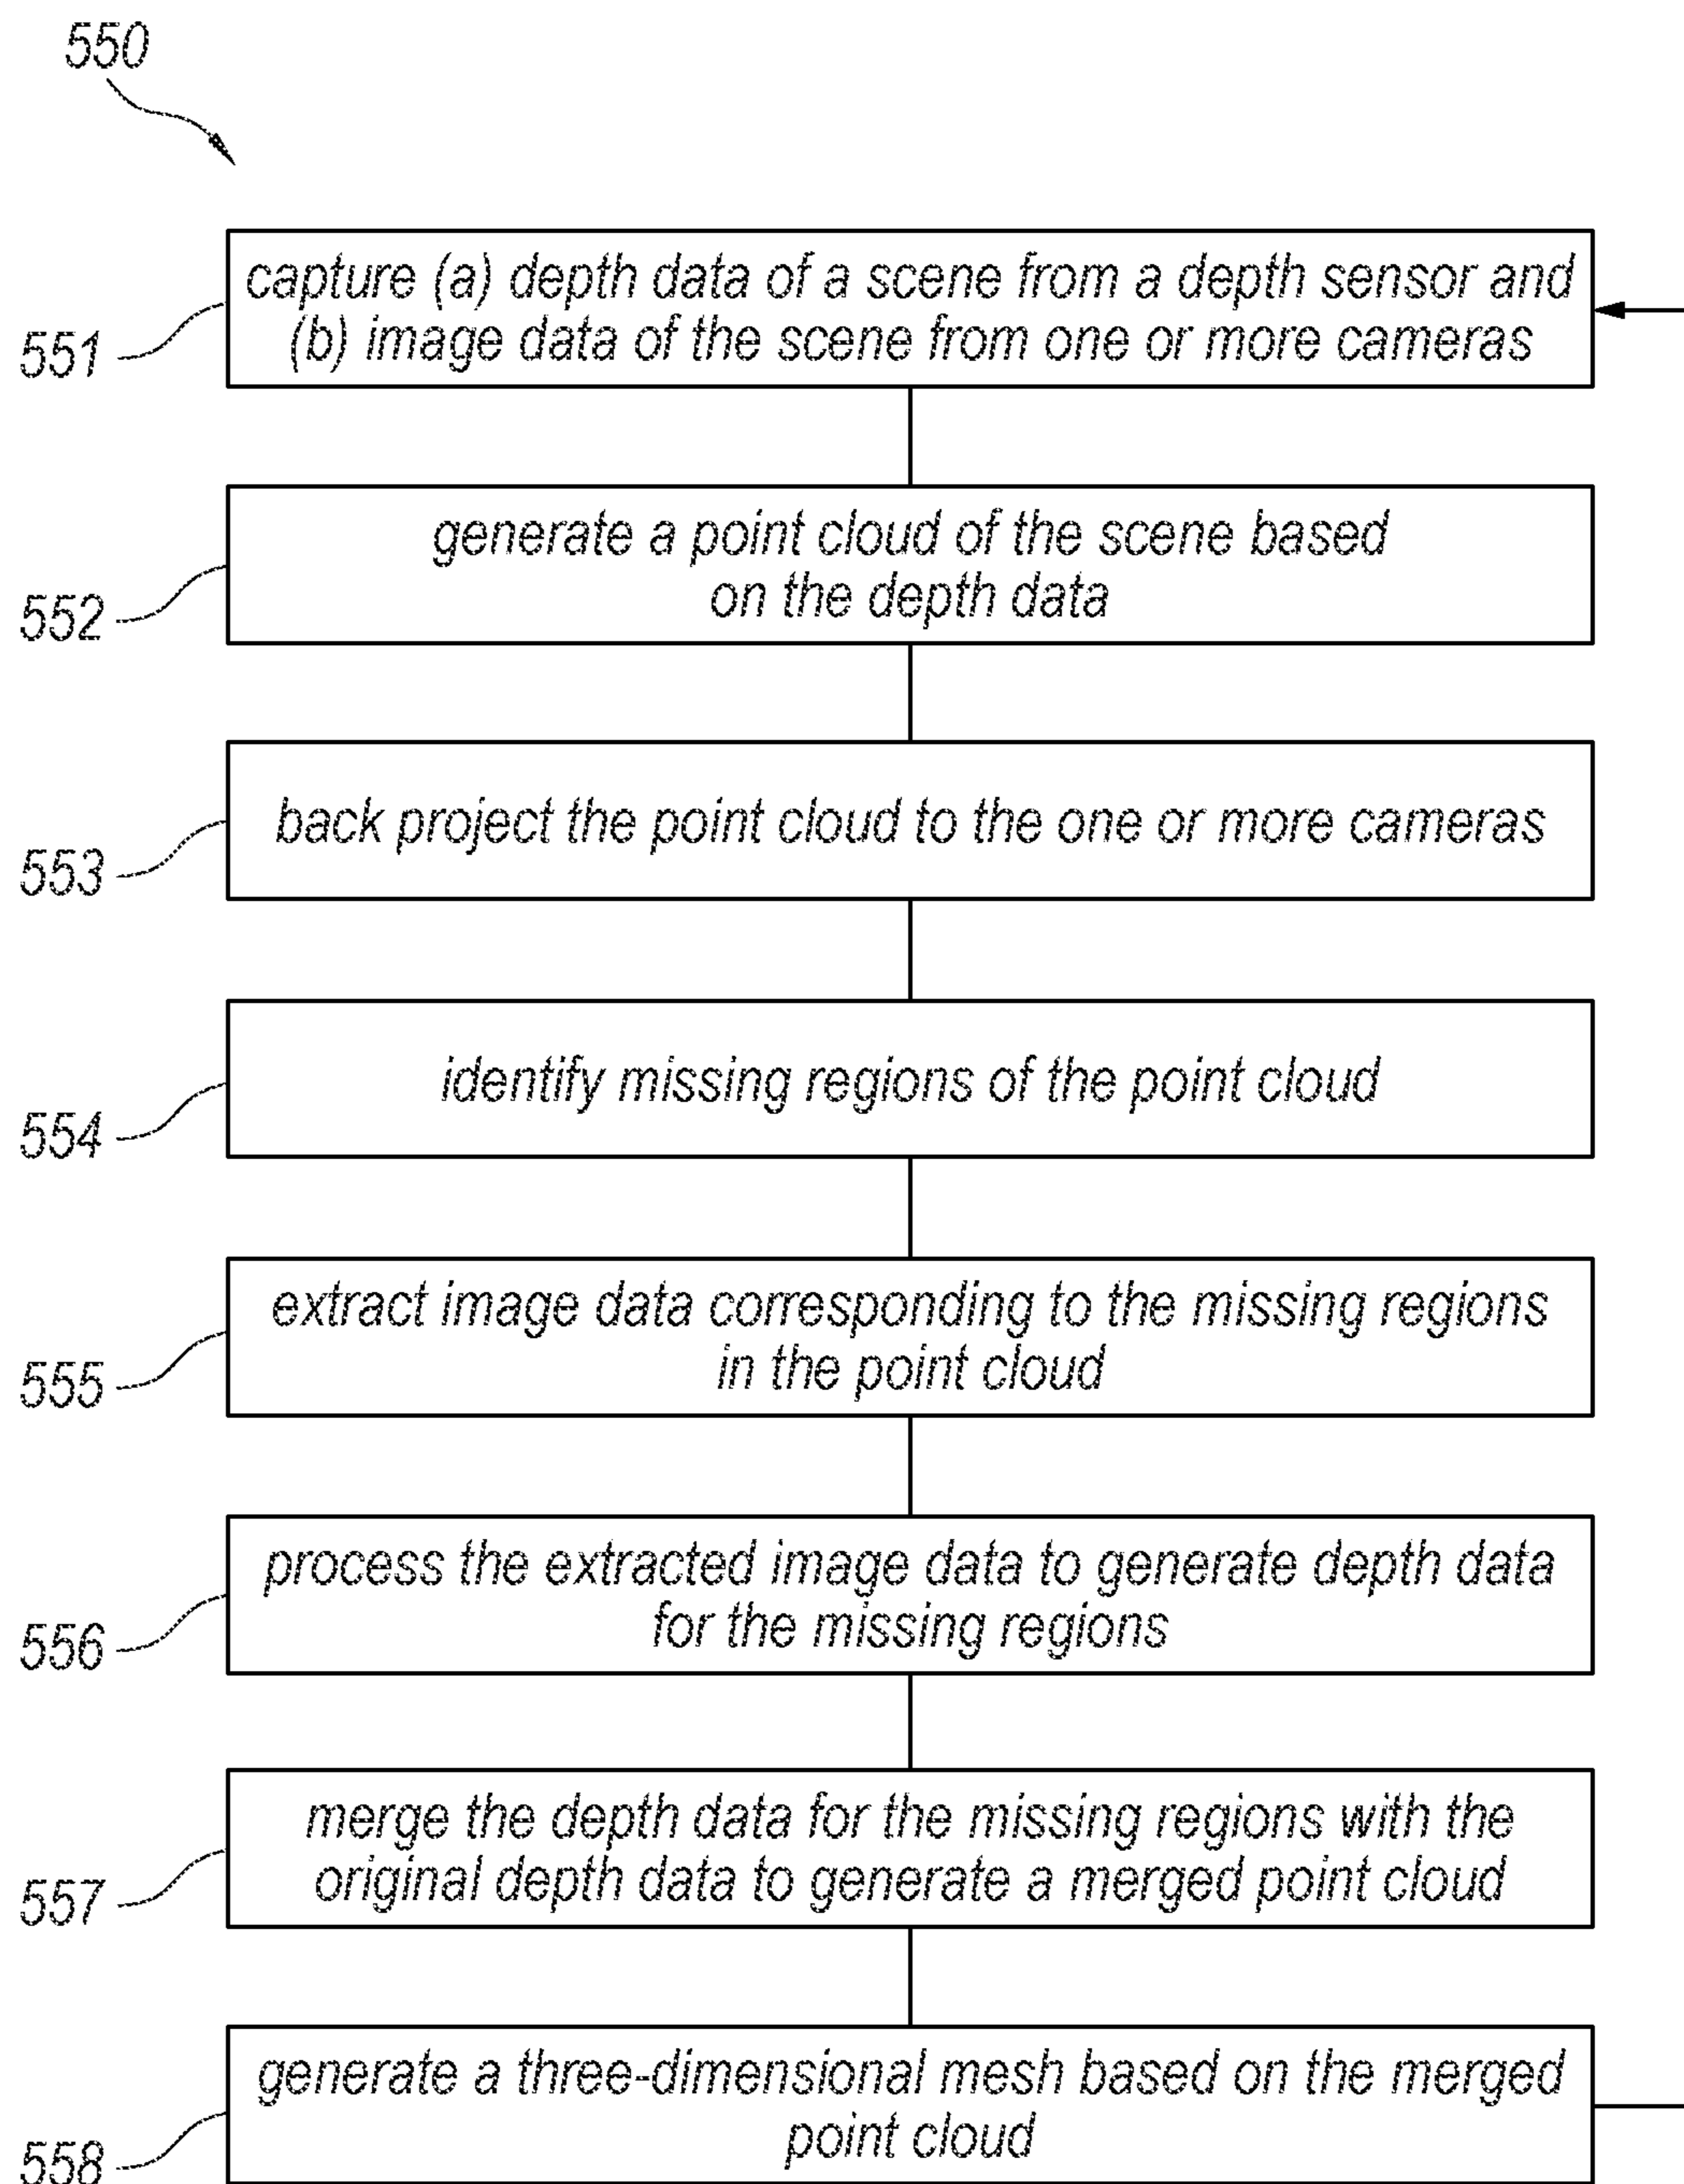 550
551
capture (a) depth data of a scene from a depth sensor and
(b) image data of the scene from one or more cameras
552
generate a point cloud of the scene based
on the depth data
553
back project the point cloud to the one or more cameras
554
identify missing regions of the point cloud
555
extract image data corresponding to the missing regions
in the point cloud
556
process the extracted image data to generate depth data
for the missing regions
557
merge the depth data for the missing regions with the
original depth data to generate a merged point cloud
558
generate a three-dimensional mesh based on the merged
point cloud